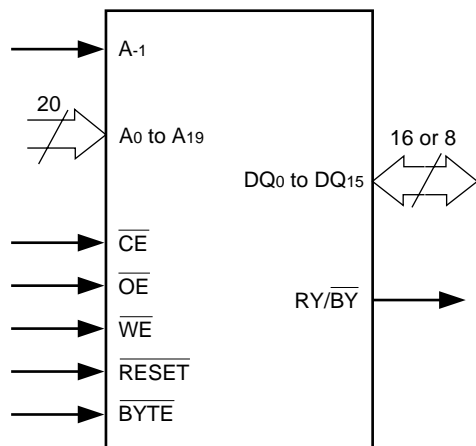 A-1
20
A0 to A19
16 or 8
DQ0 to DQ15
CE
OE
RY/BY
WE
RESET
BYTE